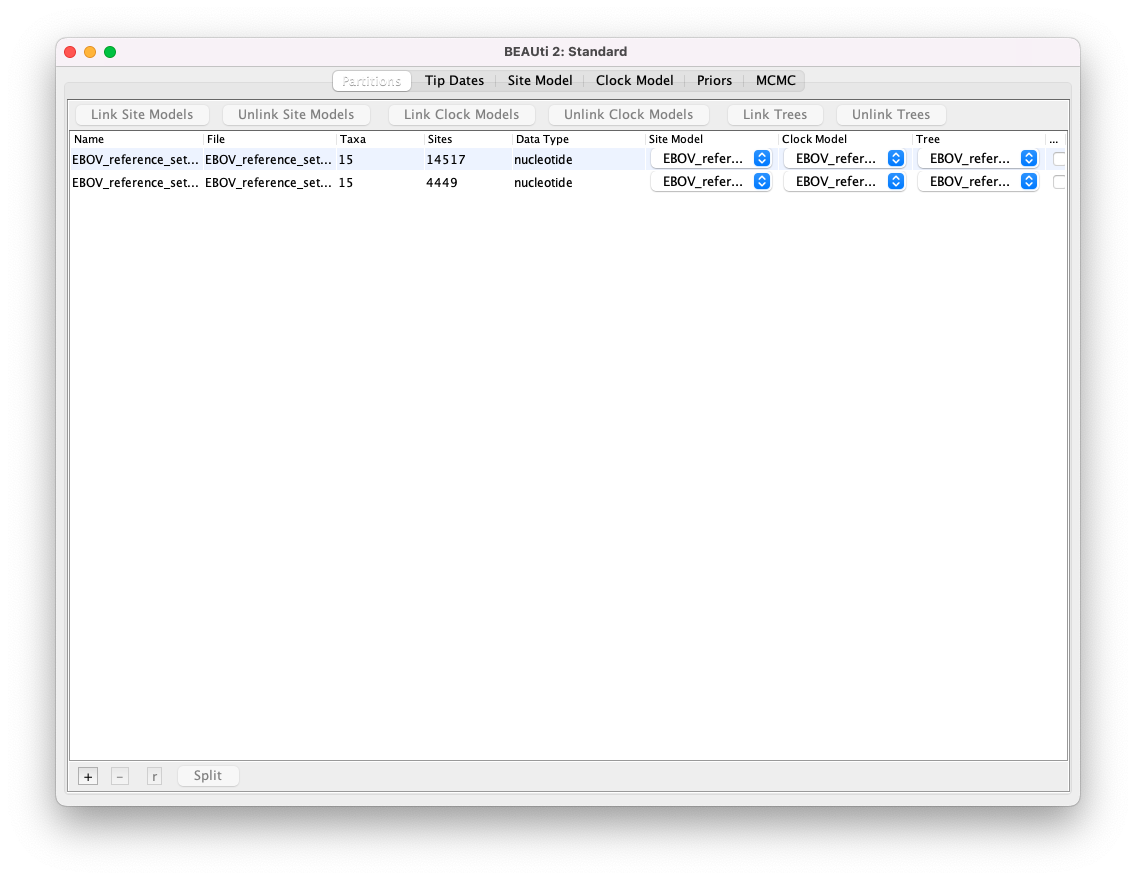 BEAUti 2: Standard
Partitions Tip Dates Site Model Clock Model Priors MCMC
Link Site Models Unlink Site Models Link Clock Models Unlink Clock Models Link Trees Unlink Trees
Name File Taxa Sites Data Type Site Model Clock Model Tree ...
EBOV_reference_set... EBOV_reference_set... 15 14517 nucleotide EBOV_refer... EBOV_refer... EBOV_refer...
EBOV_reference_set... EBOV_reference_set... 15 4449 nucleotide EBOV_refer... EBOV_refer... EBOV_refer...
+ - r Split